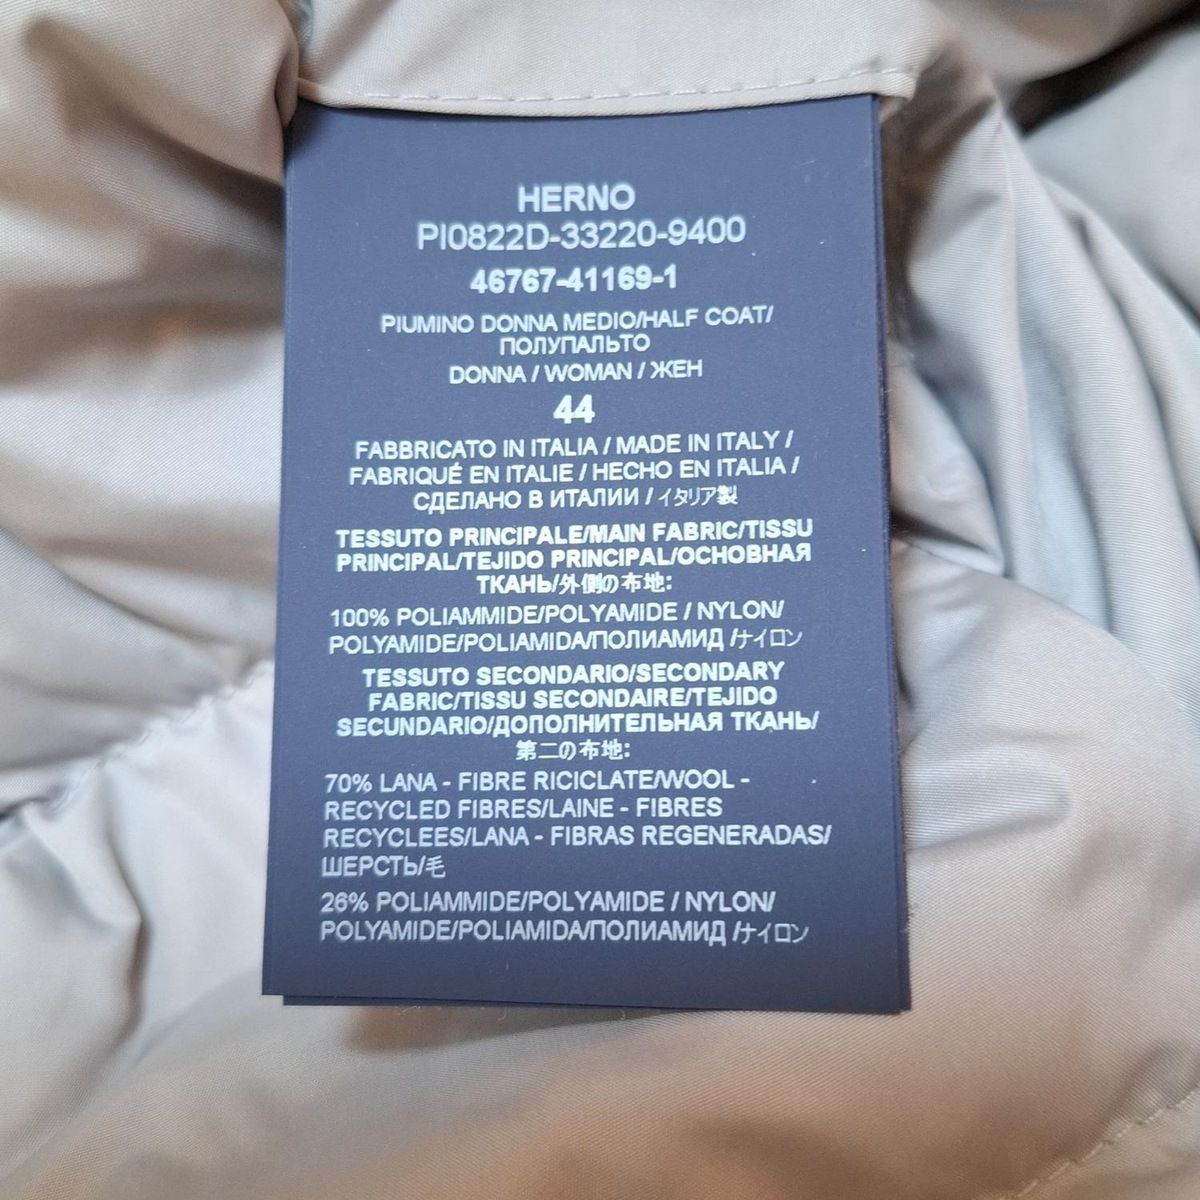 HERNO
PI0822D-33220-9400
46767-41169-1
PIUMINO DONNA MEDIO/HALF COAT/
ПОЛУПАЛЬТО
DONNA / WOMAN / ЖЕН
44
FABBRICATO IN ITALIA / MADE IN ITALY /
FABRIQUÉ EN ITALIE / HECHO EN ITALIA /
СДЕЛАНО В ИТАЛИИ / イタリア製
TESSUTO PRINCIPALE/MAIN FABRIC/TISSU
PRINCIPAL/TEJIDO PRINCIPAL/ОСНОВНАЯ
ТКАНЬ/外側の布地:
100% POLIAMMIDE/POLYAMIDE / NYLON/
POLYAMIDE/POLIAMIDA/ПОЛИАМИД /ナイロン
TESSUTO SECONDARIO/SECONDARY
FABRIC/TISSU SECONDAIRE/TEJIDO
SECUNDARIO/ДОПОЛНИТЕЛЬНАЯ ТКАНЬ/
第二の布地:
70% LANA - FIBRE RICICLATE/WOOL -
RECYCLED FIBRES/LAINE - FIBRES
RECYCLEES/LANA - FIBRAS REGENERADAS/
ШЕРСТЬ/毛
26% POLIAMMIDE/POLYAMIDE / NYLON/
POLYAMIDE/POLIAMIDA/ПОЛИАМИД /ナイロン